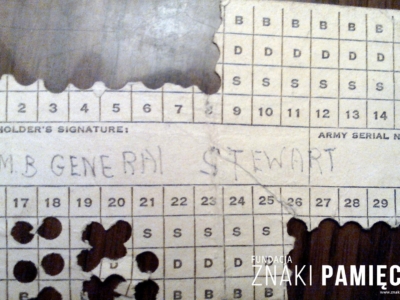 B B B B B B
D D D D D D
S S S S S S
2 3 4 5 6 7 8 9 10 11 12 13 14
HOLDER'S SIGNATURE: ARMY SERIAL N
M.B GENERAL STEWART
17 18 19 20 21 22 23 24 25 26 27 28 29
S S S S S
D D D D D
B B B B B
FUNDACJA
ZNAKI PAMIĘC